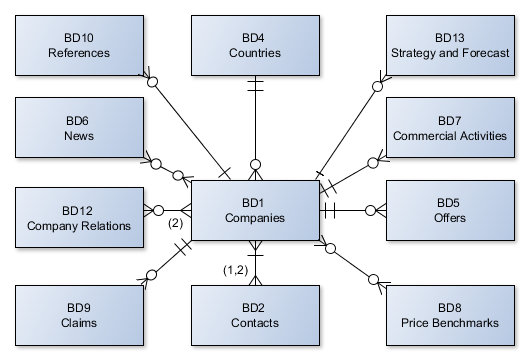 BD10
References
BD4
Countries
BD13
Strategy and Forecast
BD6
News
BD7
Commercial Activities
BD12
Company Relations
(2)
BD1
Companies
BD5
Offers
(1,2)
BD9
Claims
BD2
Contacts
BD8
Price Benchmarks